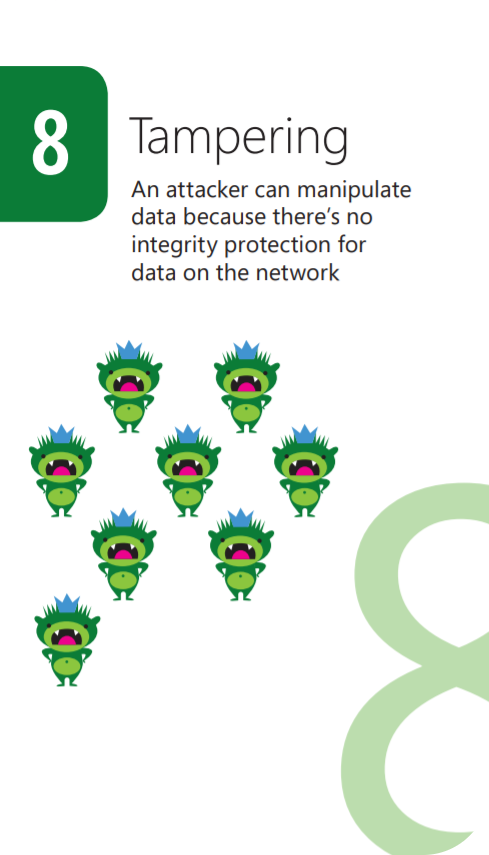 8
Tampering
An attacker can manipulate
data because there's no
integrity protection for
data on the network
8